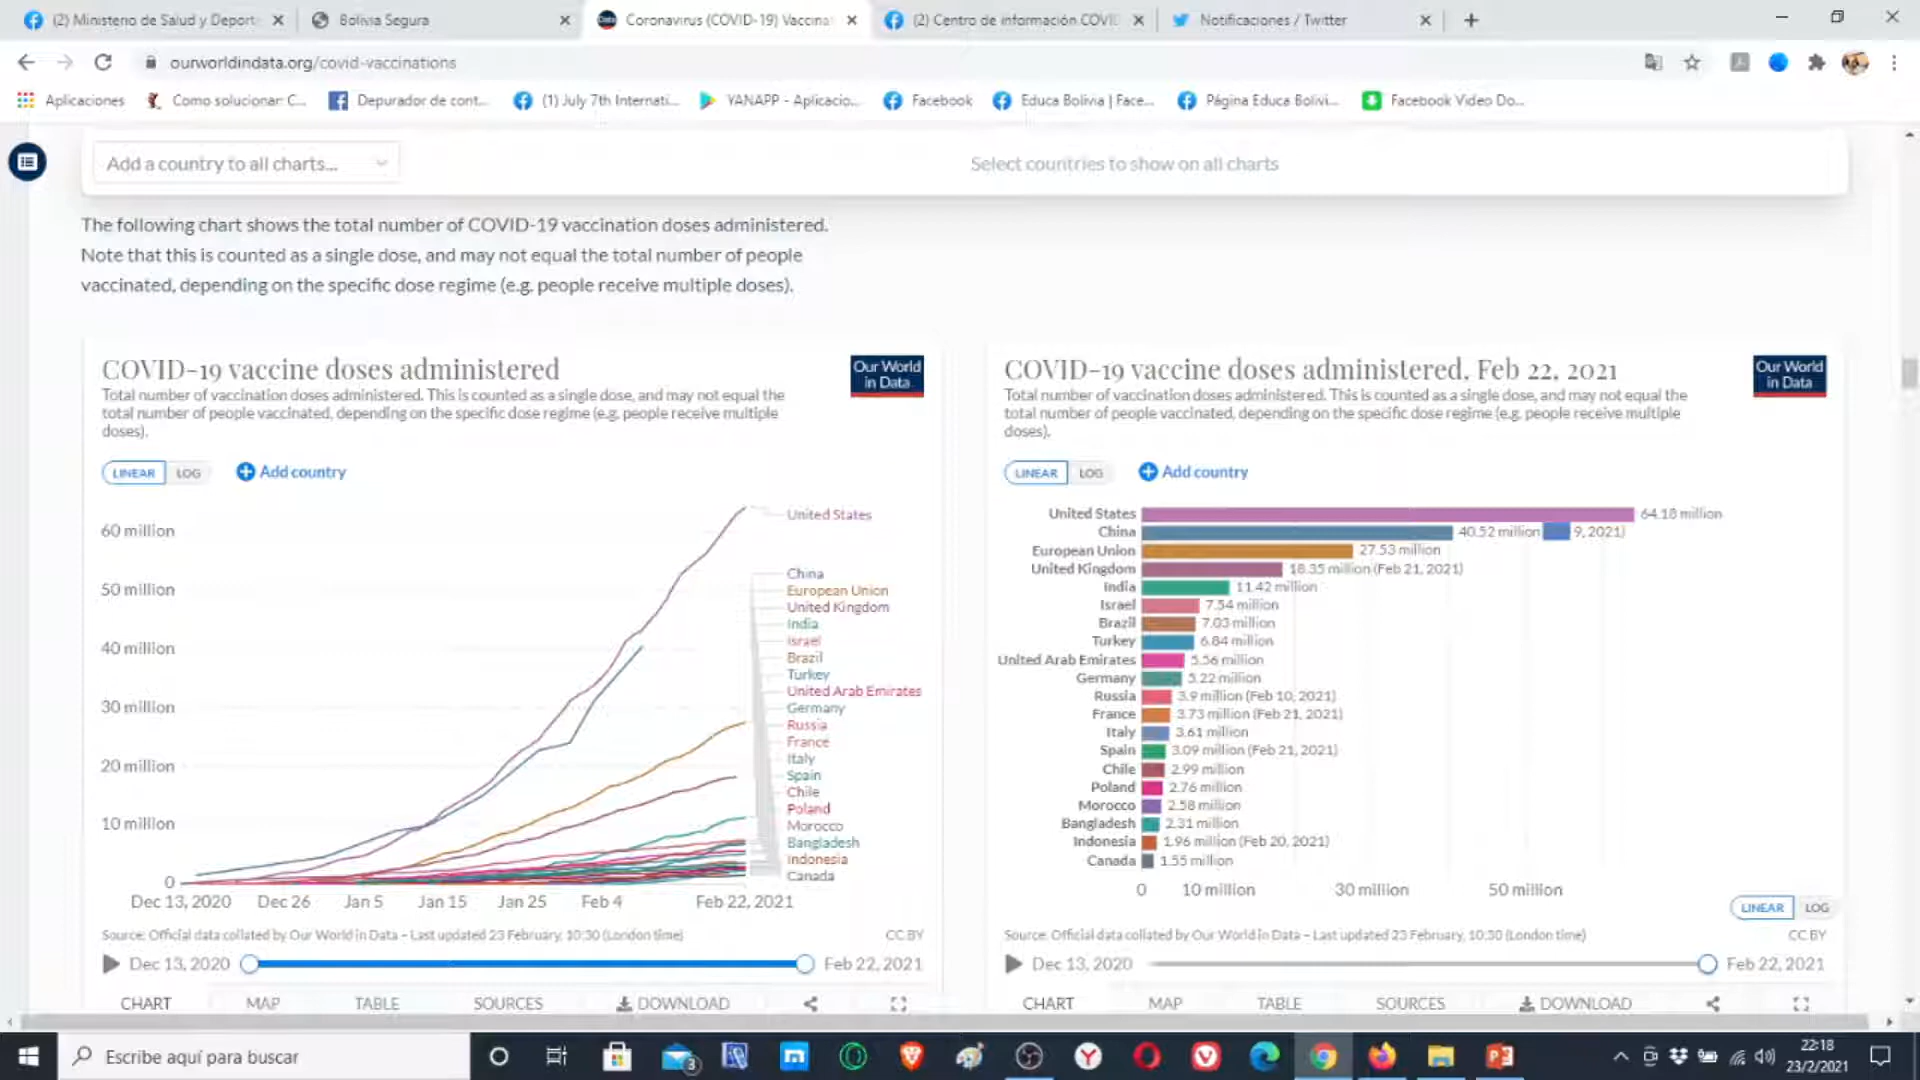 (2) Ministerio de Salud y Deport
Bolivia Segura
Coronavirus (COVID-19) Vaccina
(2) Centro de información COVI
Notificaciones / Twitter
ourworldindata.org/covid-vaccinations
Aplicaciones
Como solucionar: C...
Depurador de cont...
(1) July 7th Internati...
YANAPP - Aplicacio...
Facebook
Educa Bolivia | Face...
Página Educa Bolivi...
Facebook Video Do...
Add a country to all charts...
Select countries to show on all charts
The following chart shows the total number of COVID-19 vaccination doses administered.
Note that this is counted as a single dose, and may not equal the total number of people
vaccinated, depending on the specific dose regime (e.g. people receive multiple doses).
COVID-19 vaccine doses administered
Our World
in Data
Total number of vaccination doses administered. This is counted as a single dose, and may not equal the
total number of people vaccinated, depending on the specific dose regime (e.g. people receive multiple
doses).
LINEAR
LOG
Add country
60 million
50 million
40 million
30 million
20 million
10 million
0
United States
China
European Union
United Kingdom
India
Israel
Brazil
Turkey
United Arab Emirates
Germany
Russia
France
Italy
Spain
Chile
Poland
Morocco
Bangladesh
Indonesia
Canada
Dec 13, 2020
Dec 26
Jan 5
Jan 15
Jan 25
Feb 4
Feb 22, 2021
Source: Official data collated by Our World in Data – Last updated 23 February, 10:30 (London time)
CC BY
Dec 13, 2020
Feb 22, 2021
CHART
MAP
TABLE
SOURCES
DOWNLOAD
COVID-19 vaccine doses administered, Feb 22, 2021
Our World
in Data
Total number of vaccination doses administered. This is counted as a single dose, and may not equal the
total number of people vaccinated, depending on the specific dose regime (e.g. people receive multiple
doses).
LINEAR
LOG
Add country
United States 64.18 million
China 40.52 million 9, 2021)
European Union 27.53 million
United Kingdom 18.35 million (Feb 21, 2021)
India 11.42 million
Israel 7.54 million
Brazil 7.03 million
Turkey 6.84 million
United Arab Emirates 5.56 million
Germany 5.22 million
Russia 3.9 million (Feb 10, 2021)
France 3.73 million (Feb 21, 2021)
Italy 3.61 million
Spain 3.09 million (Feb 21, 2021)
Chile 2.99 million
Poland 2.76 million
Morocco 2.58 million
Bangladesh 2.31 million
Indonesia 1.96 million (Feb 20, 2021)
Canada 1.55 million
0
10 million
30 million
50 million
LINEAR
LOG
Source: Official data collated by Our World in Data – Last updated 23 February, 10:30 (London time)
CC BY
Dec 13, 2020
Feb 22, 2021
CHART
MAP
TABLE
SOURCES
DOWNLOAD
Escribe aquí para buscar
3
22:18
23/2/2021